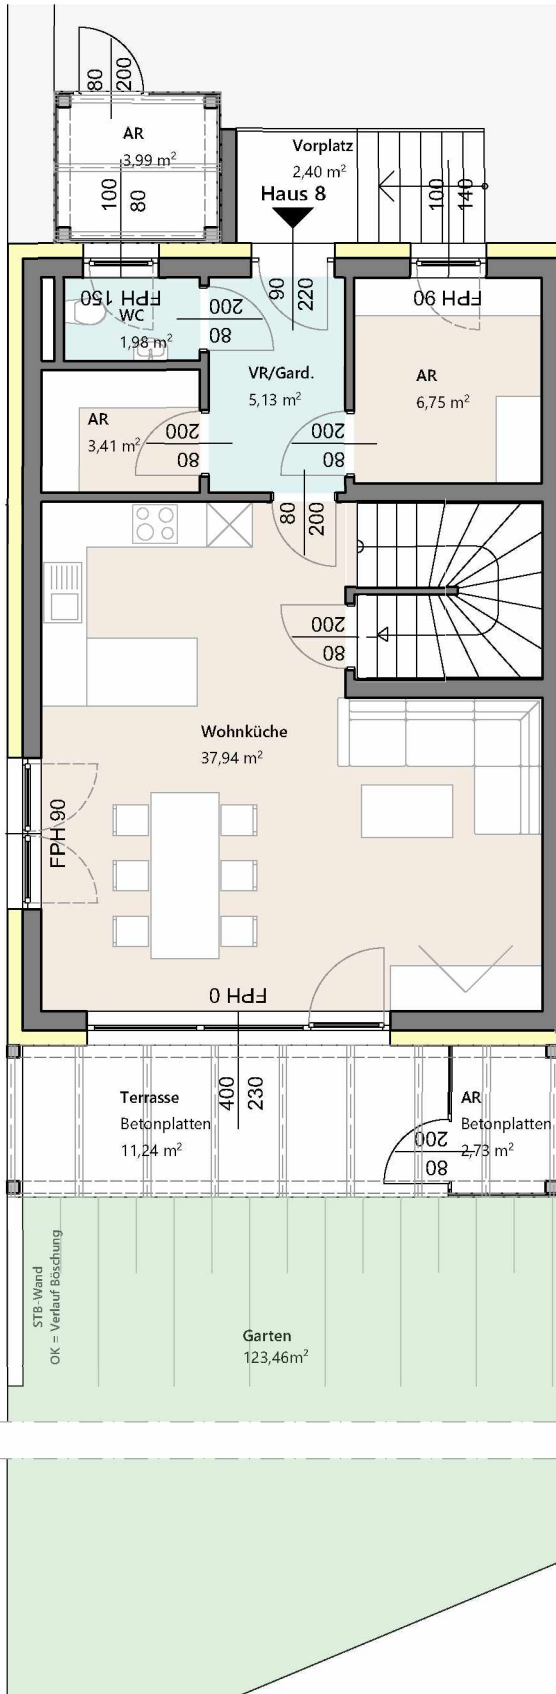 80
200
AR
3,99 m²
100
80
Vorplatz
2,40 m²
Haus 8
100
140
FPH 150
WC
1,98 m²
200
80
90
220
FPH 90
VR/Gard.
5,13 m²
AR
6,75 m²
AR
3,41 m²
200
80
200
80
80
200
200
80
Wohnküche
37,94 m²
FPH 90
FPH 0
Terrasse
Betonplatten
11,24 m²
400
230
AR
Betonplatten
2,73 m²
200
80
STB-Wand
OK = Verlauf Böschung
Garten
123,46m²